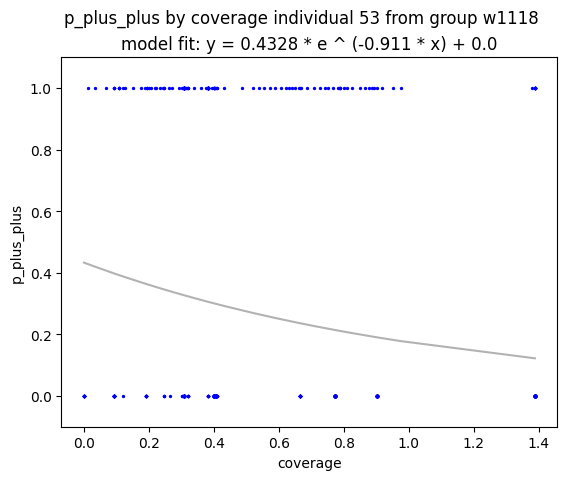 p_plus_plus by coverage individual 53 from group w1118
model fit: y = 0.4328 * e ^ (-0.911 * x) + 0.0
1.0
0.8
0.6
0.4
0.2
0.0
p_plus_plus
0.0 0.2 0.4 0.6 0.8 1.0 1.2 1.4
coverage